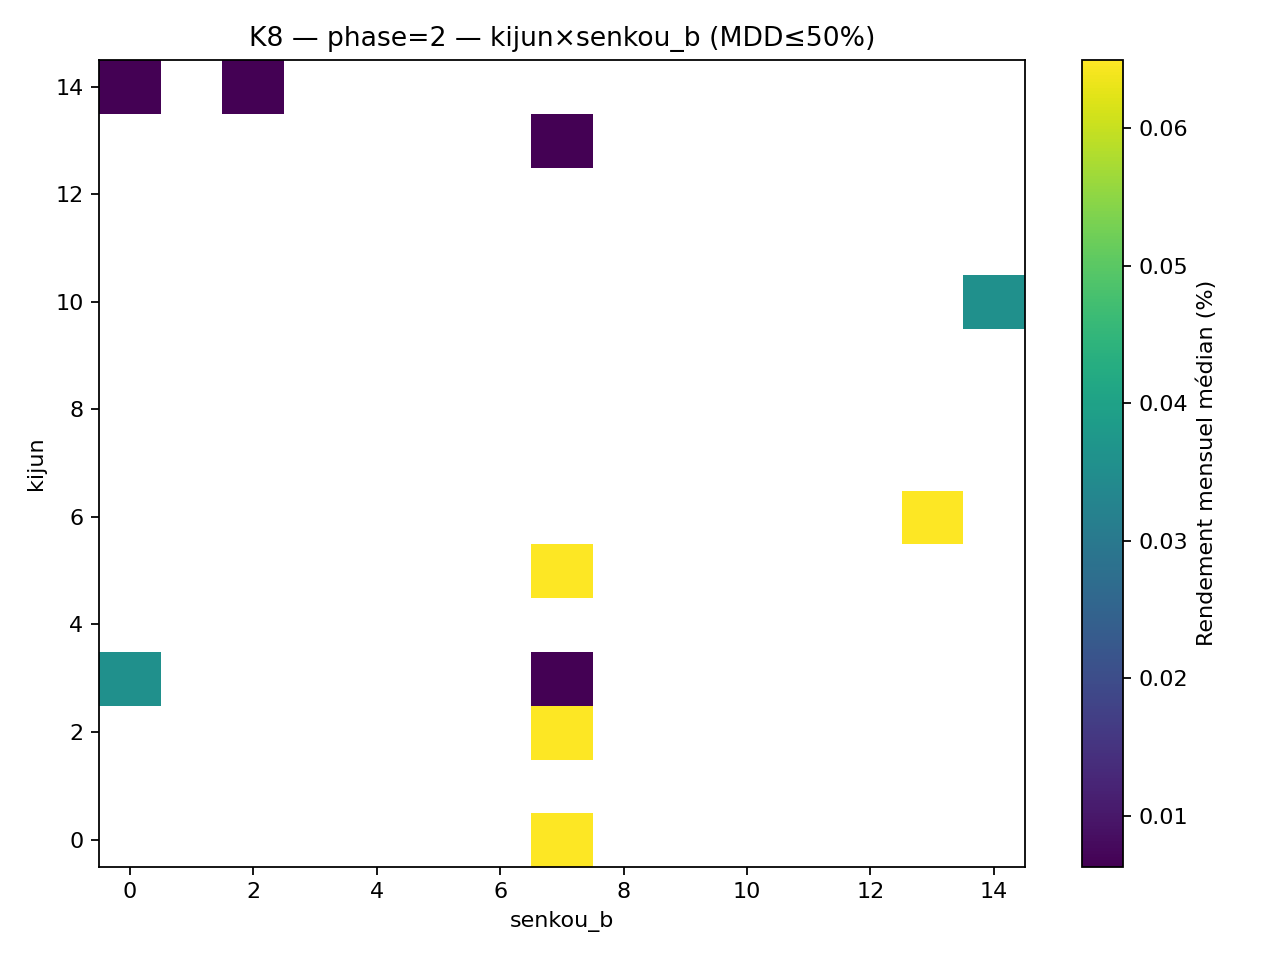 K8 — phase=2 — kijun×senkou_b (MDD≤50%)
14
12
10
8
6
4
2
0
kijun
0 2 4 6 8 10 12 14
senkou_b
0.06
0.05
0.04
0.03
0.02
0.01
Rendement mensuel médian (%)